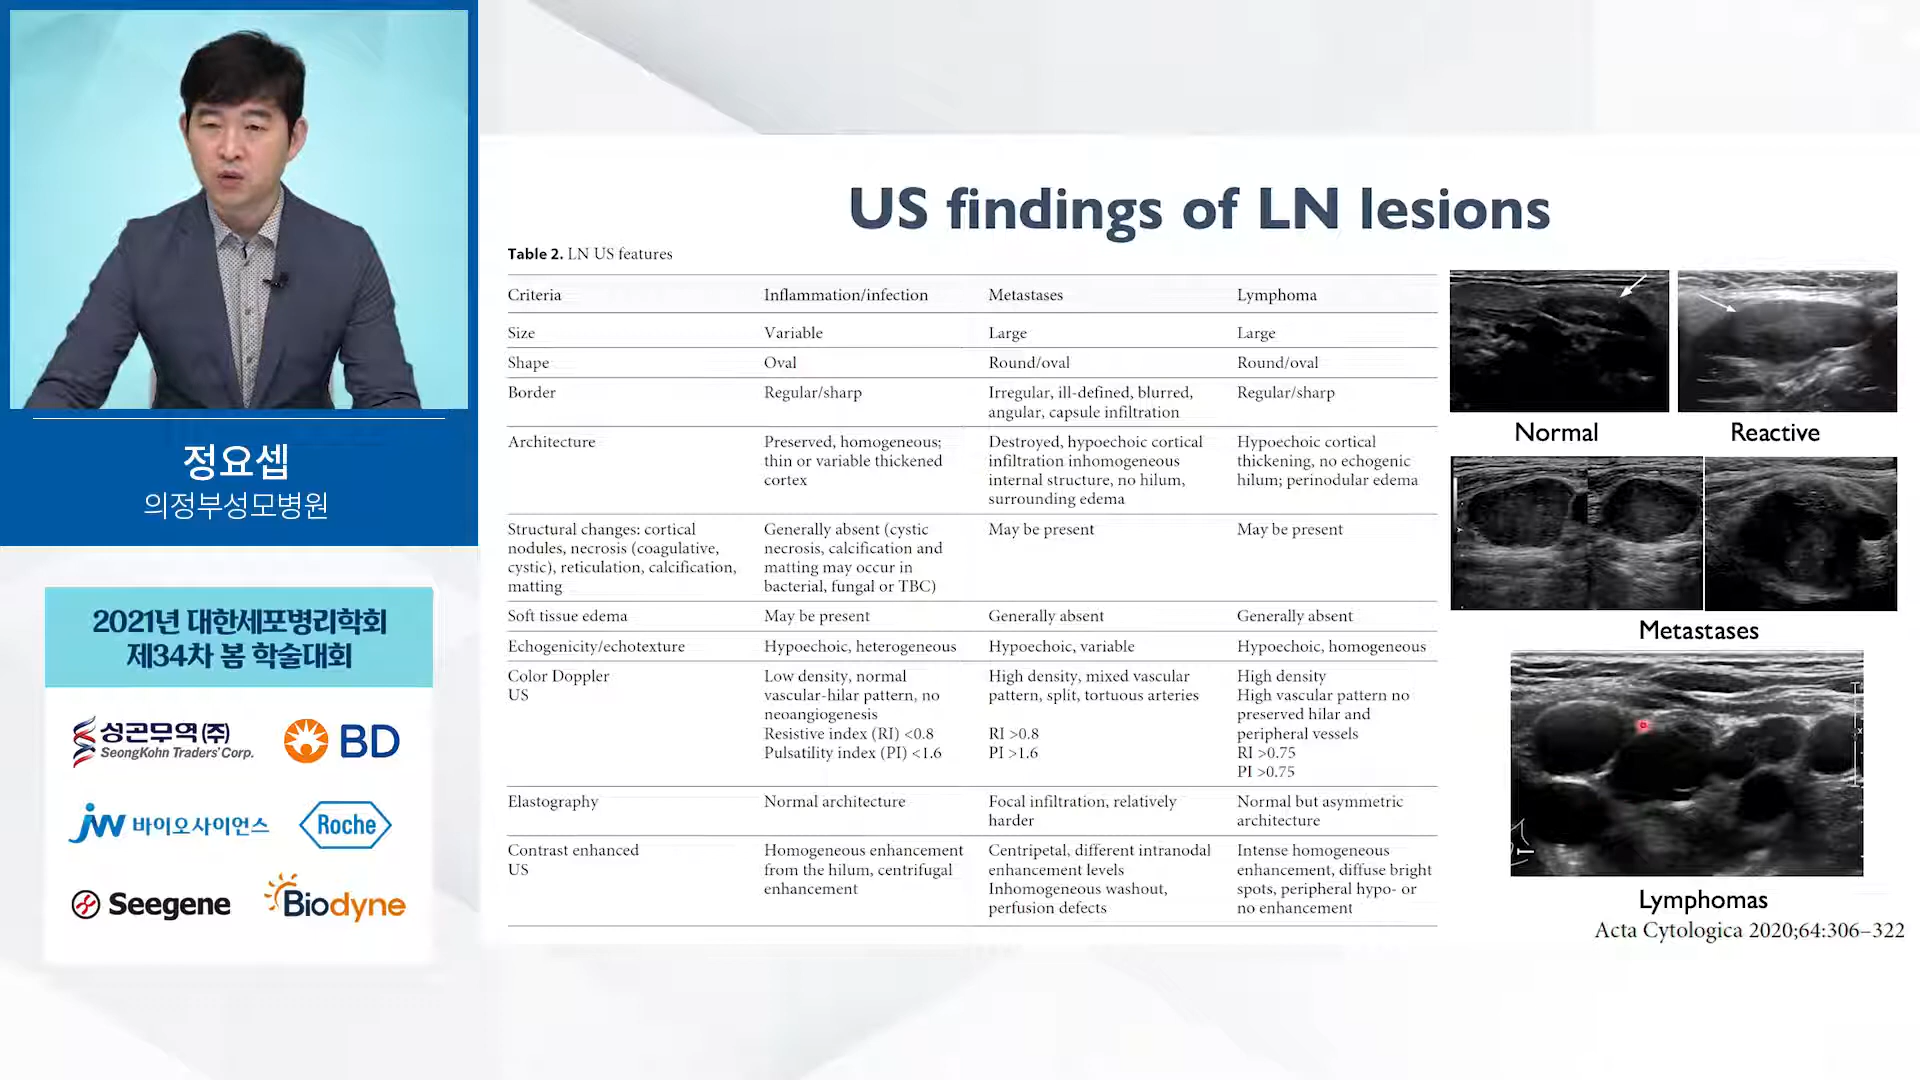 US findings of LN lesions
Table 2. LN US features
Criteria
Inflammation/infection
Metastases
Lymphoma
Size
Variable
Large
Large
Shape
Oval
Round/oval
Round/oval
Border
Regular/sharp
Irregular, ill-defined, blurred,
angular, capsule infiltration
Regular/sharp
Architecture
Preserved, homogeneous;
thin or variable thickened
cortex
Destroyed, hypoechoic cortical
infiltration inhomogeneous
internal structure, no hilum,
surrounding edema
Hypoechoic cortical
thickening, no echogenic
hilum; perinodular edema
Structural changes: cortical
nodules, necrosis (coagulative,
cystic), reticulation, calcification,
matting
Generally absent (cystic
necrosis, calcification and
matting may occur in
bacterial, fungal or TBC)
May be present
May be present
Soft tissue edema
May be present
Generally absent
Generally absent
Echogenicity/echotexture
Hypoechoic, heterogeneous
Hypoechoic, variable
Hypoechoic, homogeneous
Color Doppler
US
Low density, normal
vascular-hilar pattern, no
neoangiogenesis
Resistive index (RI) <0.8
Pulsatility index (PI) <1.6
High density, mixed vascular
pattern, split, tortuous arteries
RI >0.8
PI >1.6
High density
High vascular pattern no
preserved hilar and
peripheral vessels
RI >0.75
PI >0.75
Elastography
Normal architecture
Focal infiltration, relatively
harder
Normal but asymmetric
architecture
Contrast enhanced
US
Homogeneous enhancement
from the hilum, centrifugal
enhancement
Centripetal, different intranodal
enhancement levels
Inhomogeneous washout,
perfusion defects
Intense homogeneous
enhancement, diffuse bright
spots, peripheral hypo- or
no enhancement
Normal
Reactive
Metastases
Lymphomas
Acta Cytologica 2020;64:306–322
정요셉
의정부성모병원
2021년 대한세포병리학회
제34차 봄 학술대회
성곤무역(주)
SeongKohn Traders' Corp.
BD
JW 바이오사이언스
Roche
Seegene
Biodyne